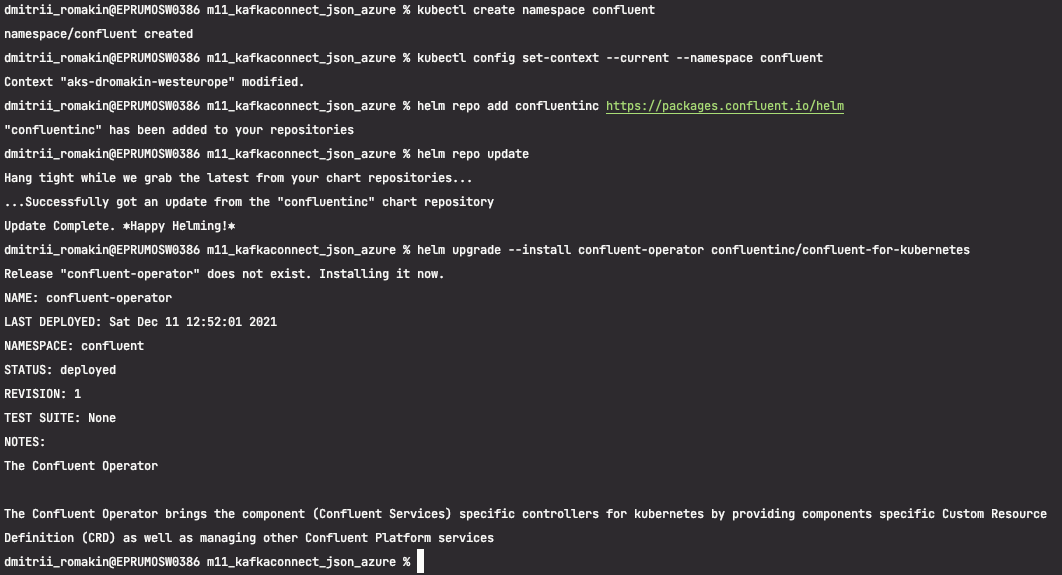 dmitrii_romakin@EPRUMOSW0386 m11_kafkaconnect_json_azure % kubectl create namespace confluent
namespace/confluent created
dmitrii_romakin@EPRUMOSW0386 m11_kafkaconnect_json_azure % kubectl config set-context --current --namespace confluent
Context "aks-dromakin-westeurope" modified.
dmitrii_romakin@EPRUMOSW0386 m11_kafkaconnect_json_azure % helm repo add confluentinc https://packages.confluent.io/helm
"confluentinc" has been added to your repositories
dmitrii_romakin@EPRUMOSW0386 m11_kafkaconnect_json_azure % helm repo update
Hang tight while we grab the latest from your chart repositories...
...Successfully got an update from the "confluentinc" chart repository
Update Complete. *Happy Helming!*
dmitrii_romakin@EPRUMOSW0386 m11_kafkaconnect_json_azure % helm upgrade --install confluent-operator confluentinc/confluent-for-kubernetes
Release "confluent-operator" does not exist. Installing it now.
NAME: confluent-operator
LAST DEPLOYED: Sat Dec 11 12:52:01 2021
NAMESPACE: confluent
STATUS: deployed
REVISION: 1
TEST SUITE: None
NOTES:
The Confluent Operator
The Confluent Operator brings the component (Confluent Services) specific controllers for kubernetes by providing components specific Custom Resource
Definition (CRD) as well as managing other Confluent Platform services
dmitrii_romakin@EPRUMOSW0386 m11_kafkaconnect_json_azure %